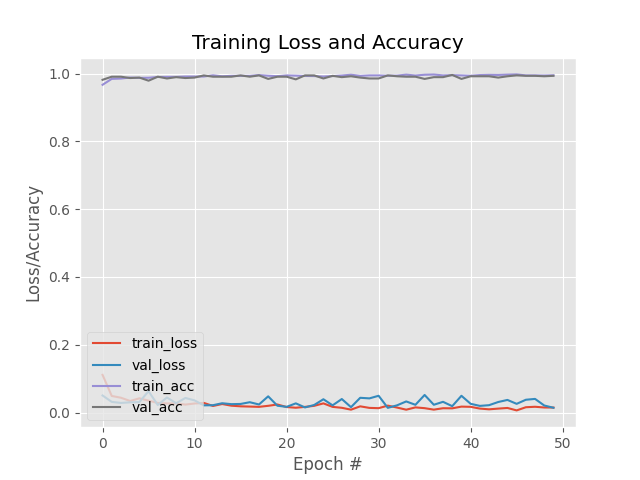 Training Loss and Accuracy
1.0
0.8
0.6
0.4
0.2
0.0
Loss/Accuracy
train_loss
val_loss
train_acc
val_acc
0 10 20 30 40 50
Epoch #